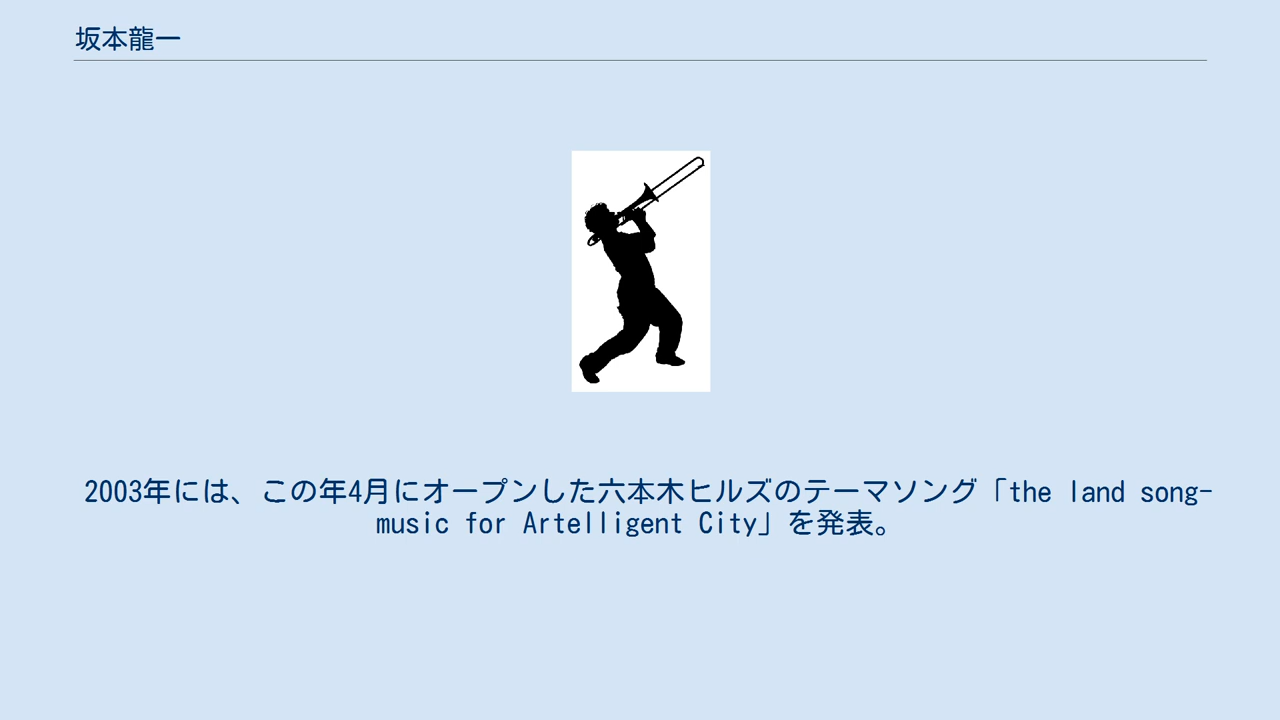 坂本龍一
2003年には、この年4月にオープンした六本木ヒルズのテーマソング「the land song-
music for Artelligent City」を発表。